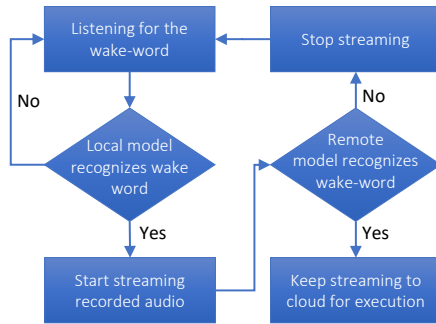 Listening for the
wake-word
Stop streaming
No
No
Local model
recognizes wake
word
Remote
model recognizes
wake-word
Yes
Yes
Start streaming
recorded audio
Keep streaming to
cloud for execution